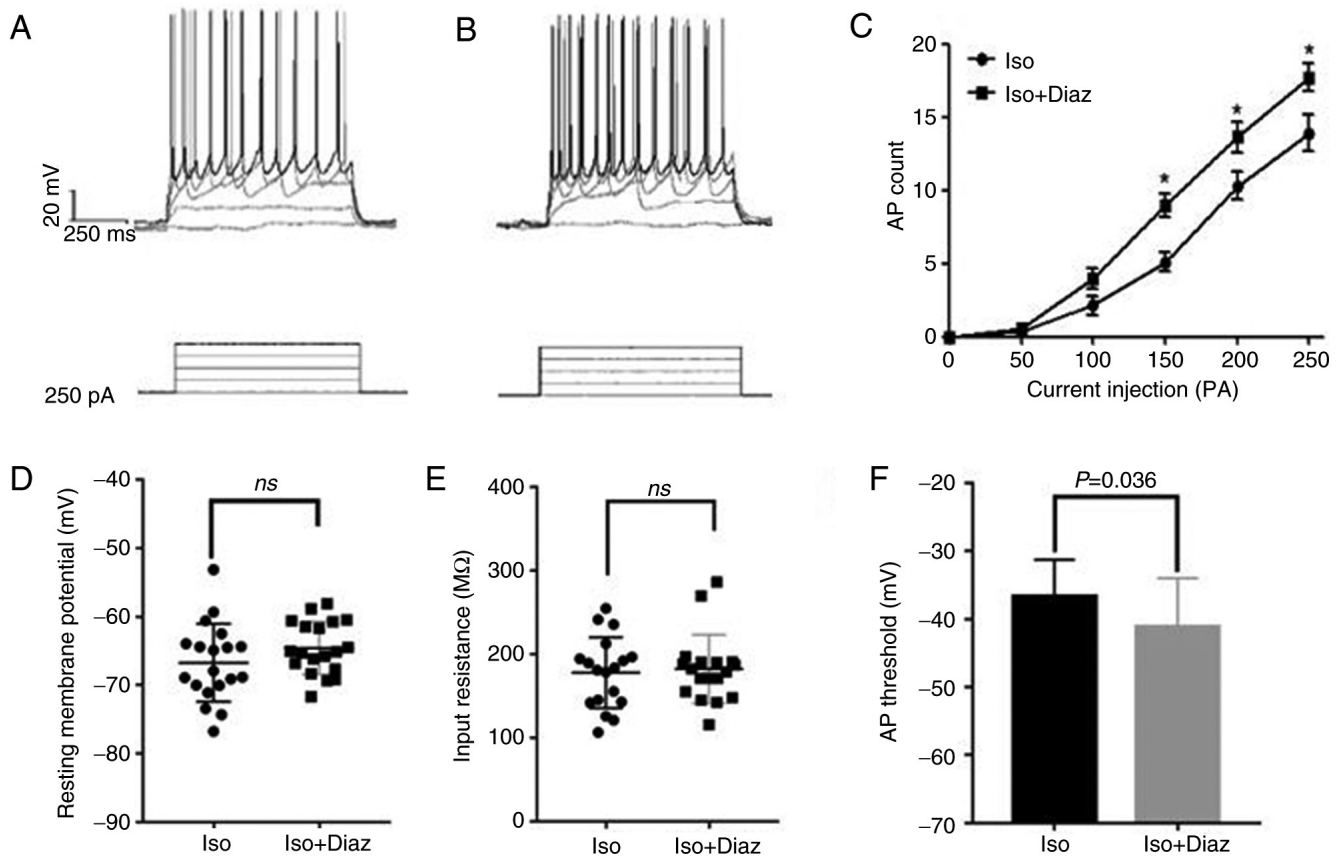 A
20 mV
250 ms
250 pA
B
C
Iso
Iso+Diaz
AP count
20
15
10
5
0
*
*
*
0 50 100 150 200 250
Current injection (PA)
D
Resting membrane potential (mV)
−40
−50
−60
−70
−80
−90
ns
Iso Iso+Diaz
E
Input resistance (MΩ)
400
300
200
100
0
ns
Iso Iso+Diaz
F
AP threshold (mV)
−20
−30
−40
−50
−60
−70
P=0.036
Iso Iso+Diaz